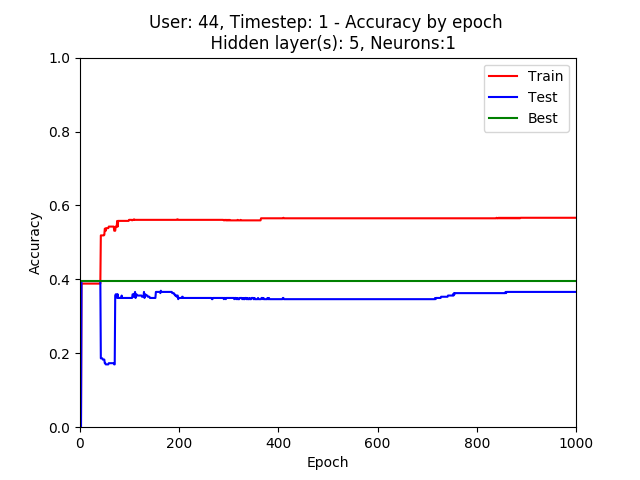 User: 44, Timestep: 1 - Accuracy by epoch
Hidden layer(s): 5, Neurons:1
1.0
0.8
0.6
0.4
0.2
0.0
Accuracy
Train
Test
Best
0 200 400 600 800 1000
Epoch